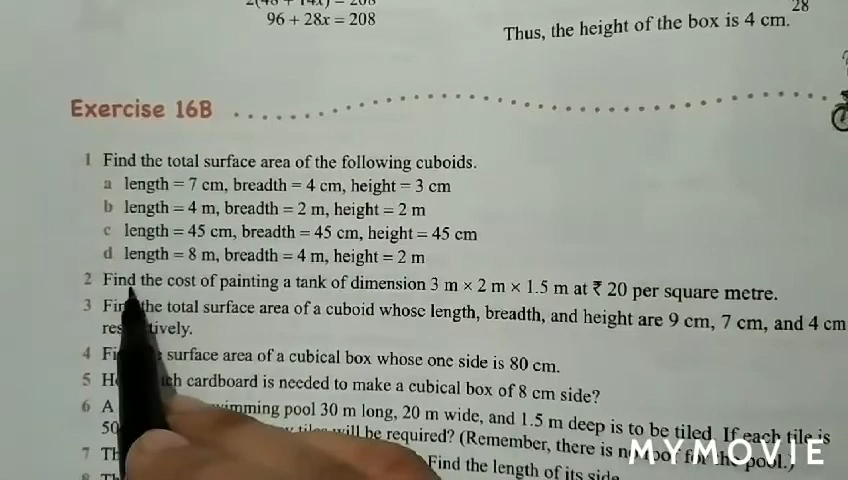 96 + 28x = 208
28
Thus, the height of the box is 4 cm.
Exercise 16B
1 Find the total surface area of the following cuboids.
a length = 7 cm, breadth = 4 cm, height = 3 cm
b length = 4 m, breadth = 2 m, height = 2 m
c length = 45 cm, breadth = 45 cm, height = 45 cm
d length = 8 m, breadth = 4 m, height = 2 m
2 Find the cost of painting a tank of dimension 3 m × 2 m × 1.5 m at ₹ 20 per square metre.
3 the total surface area of a cuboid whose length, breadth, and height are 9 cm, 7 cm, and 4 cm
4 surface area of a cubical box whose one side is 80 cm.
5 cardboard is needed to make a cubical box of 8 cm side?
6 A pool 30 m long, 20 m wide, and 1.5 m deep is to be tiled. If each tile is
will be required? (Remember, there is no roof for the pool.)
7 Find the length of its side
8
MYMOVIE